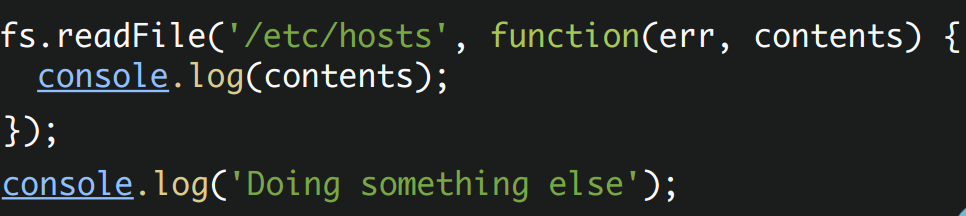 fs.readFile('/etc/hosts', function(err, contents) {
  console.log(contents);
});
console.log('Doing something else');